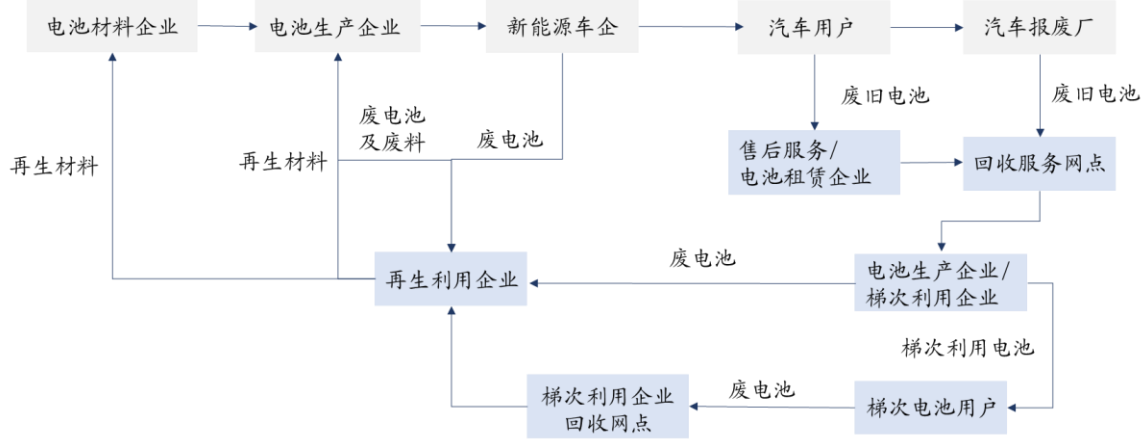 电池材料企业
电池生产企业
新能源车企
汽车用户
汽车报废厂
废电池
及废料
废电池
废旧电池
废旧电池
再生材料
再生材料
售后服务/
电池租赁企业
回收服务网点
废电池
再生利用企业
电池生产企业/
梯次利用企业
梯次利用电池
梯次利用企业
回收网点
废电池
梯次电池用户